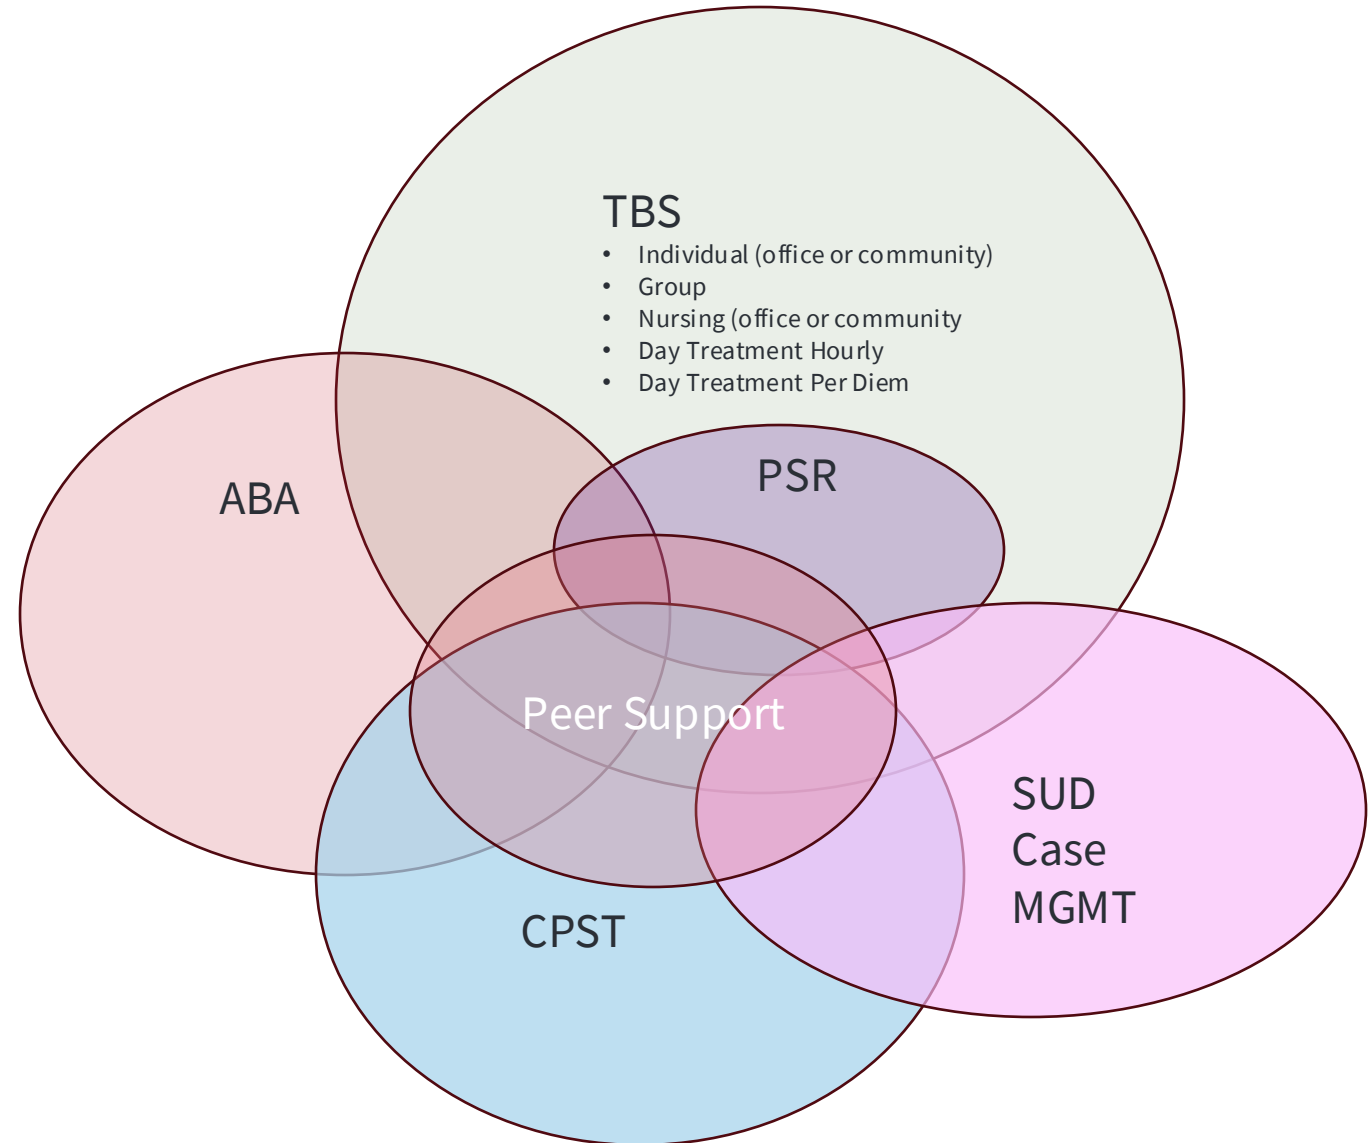 TBS
• Individual (office or community)
• Group
• Nursing (office or community
• Day Treatment Hourly
• Day Treatment Per Diem
PSR
ABA
Peer Support
SUD
Case
MGMT
CPST